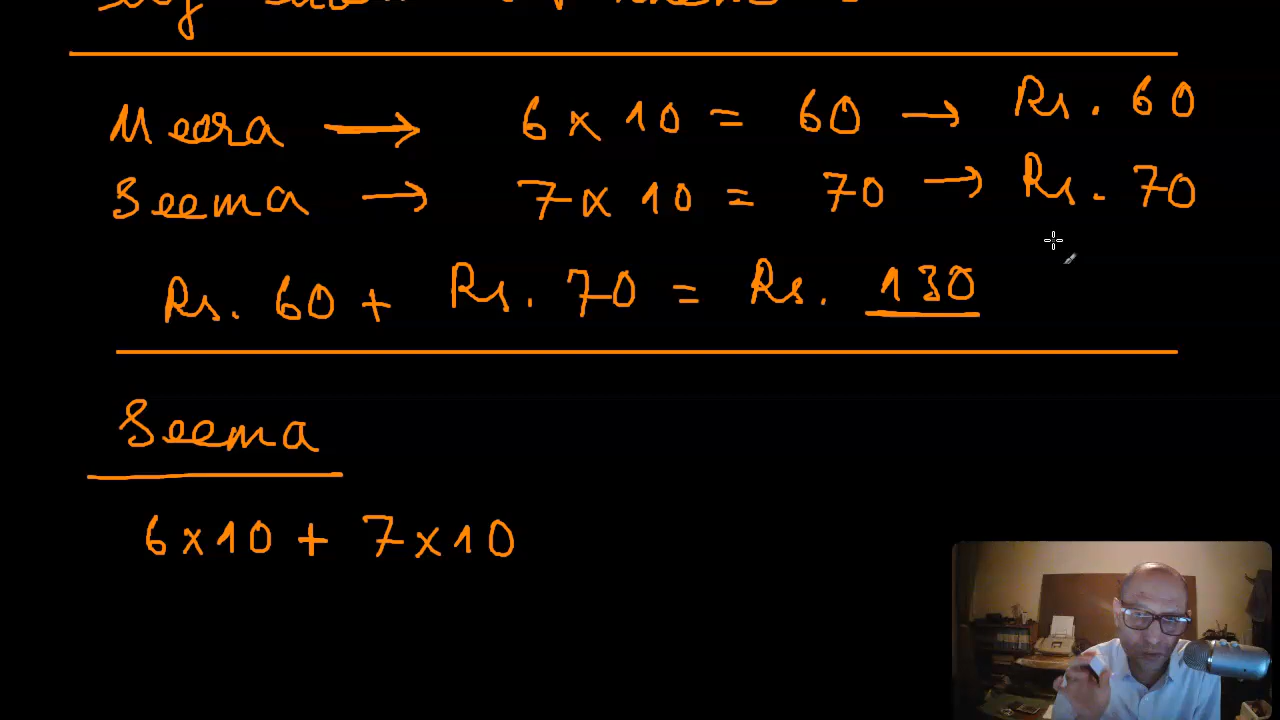 Meera → 6 × 10 = 60 → Rs. 60
Seema → 7 × 10 = 70 → Rs. 70
Rs. 60 + Rs. 70 = Rs. 130
Seema
6 × 10 + 7 × 10